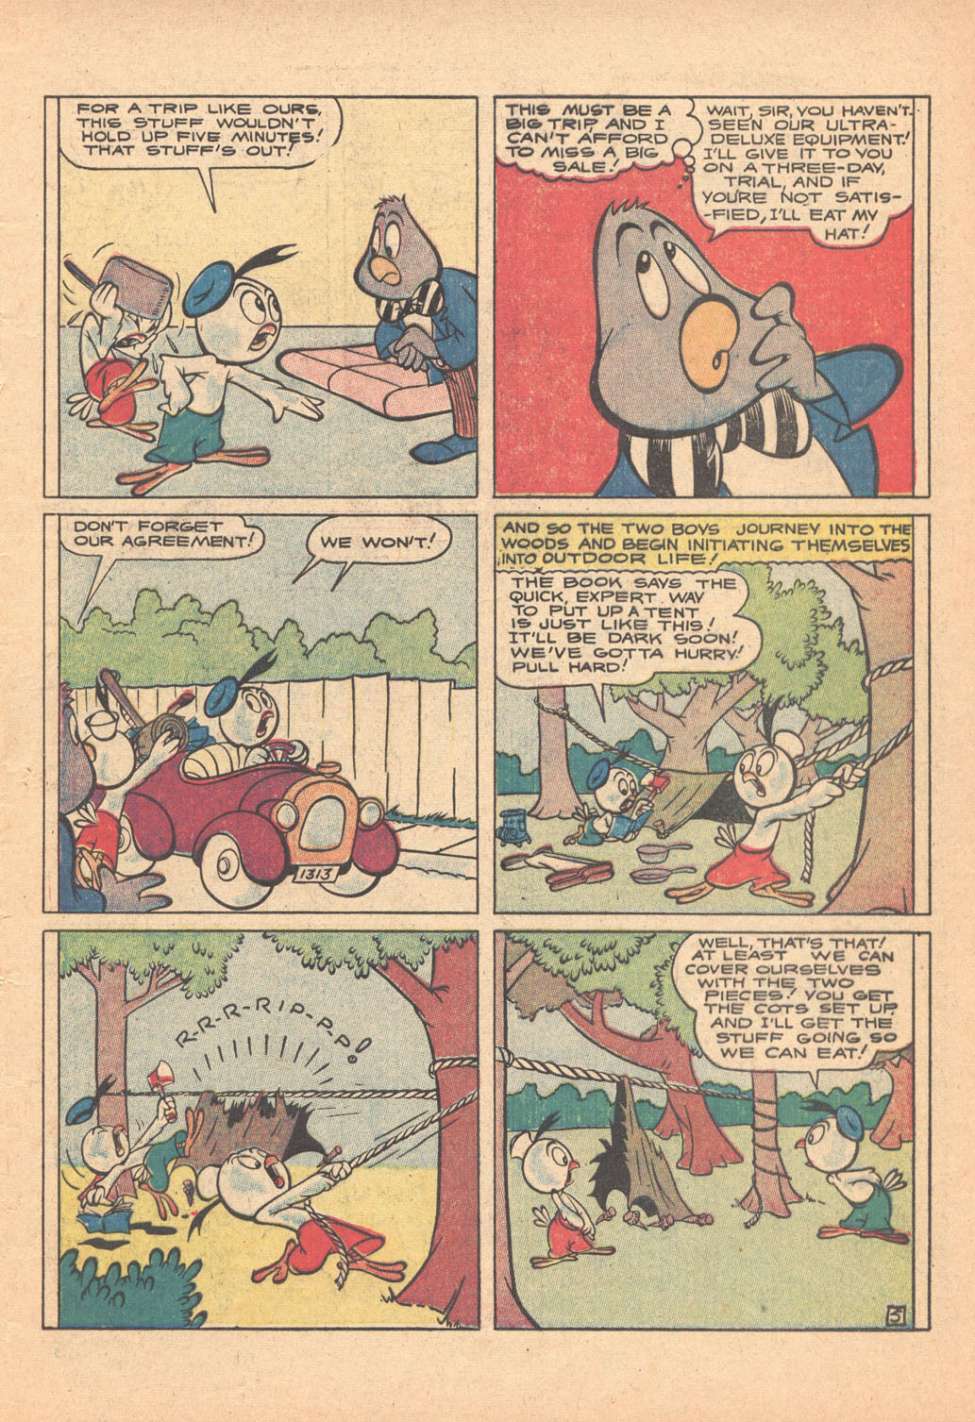 FOR A TRIP LIKE OURS,
THIS STUFF WOULDN'T
HOLD UP FIVE MINUTES!
THAT STUFF'S OUT!
THIS MUST BE A
BIG TRIP AND I
CAN'T AFFORD
TO MISS A BIG
SALE!
WAIT, SIR, YOU HAVEN'T
SEEN OUR ULTRA-
DELUXE EQUIPMENT!
I'LL GIVE IT TO YOU
ON A THREE-DAY,
TRIAL, AND IF
YOU'RE NOT SATIS-
-FIED, I'LL EAT MY
HAT!
DON'T FORGET
OUR AGREEMENT!
WE WON'T!
1313
AND SO THE TWO BOYS JOURNEY INTO THE
WOODS AND BEGIN INITIATING THEMSELVES
INTO OUTDOOR LIFE!
THE BOOK SAYS THE
QUICK, EXPERT WAY
TO PUT UP A TENT
IS JUST LIKE THIS!
IT'LL BE DARK SOON!
WE'VE GOTTA HURRY!
PULL HARD!
R-R-R-RIP-P-P!
WELL, THAT'S THAT!
AT LEAST WE CAN
COVER OURSELVES
WITH THE TWO
PIECES! YOU GET
THE COTS SET UP
AND I'LL GET THE
STUFF GOING SO
WE CAN EAT!
3